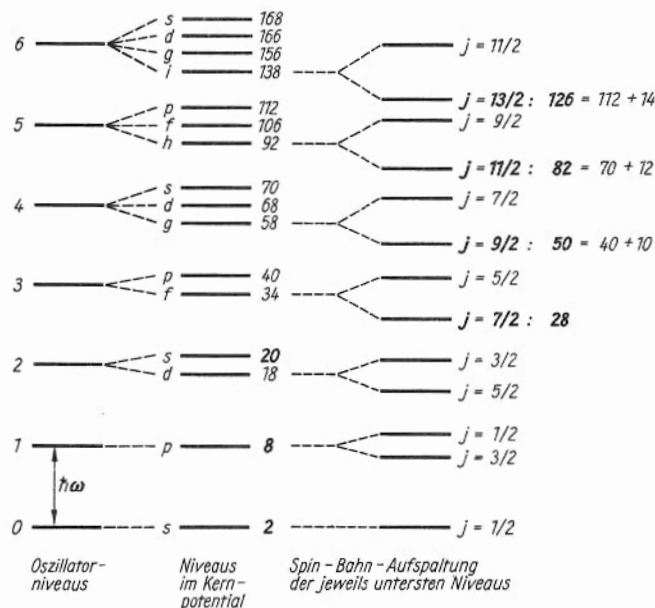 s 168
d 166
6 g 156 j = 11/2
i 138
j = 13/2 : 126 = 112 + 14
p 112
5 f 106 j = 9/2
h 92
j = 11/2 : 82 = 70 + 12
s 70
4 d 68 j = 7/2
g 58
j = 9/2 : 50 = 40 + 10
p 40 j = 5/2
3
f 34
j = 7/2 : 28
s 20 j = 3/2
2
d 18
j = 5/2
j = 1/2
1 p 8
j = 3/2
ħω
0 s 2 j = 1/2
Oszillator- Niveaus Spin - Bahn - Aufspaltung
niveaus im Kern- der jeweils untersten Niveaus
potential